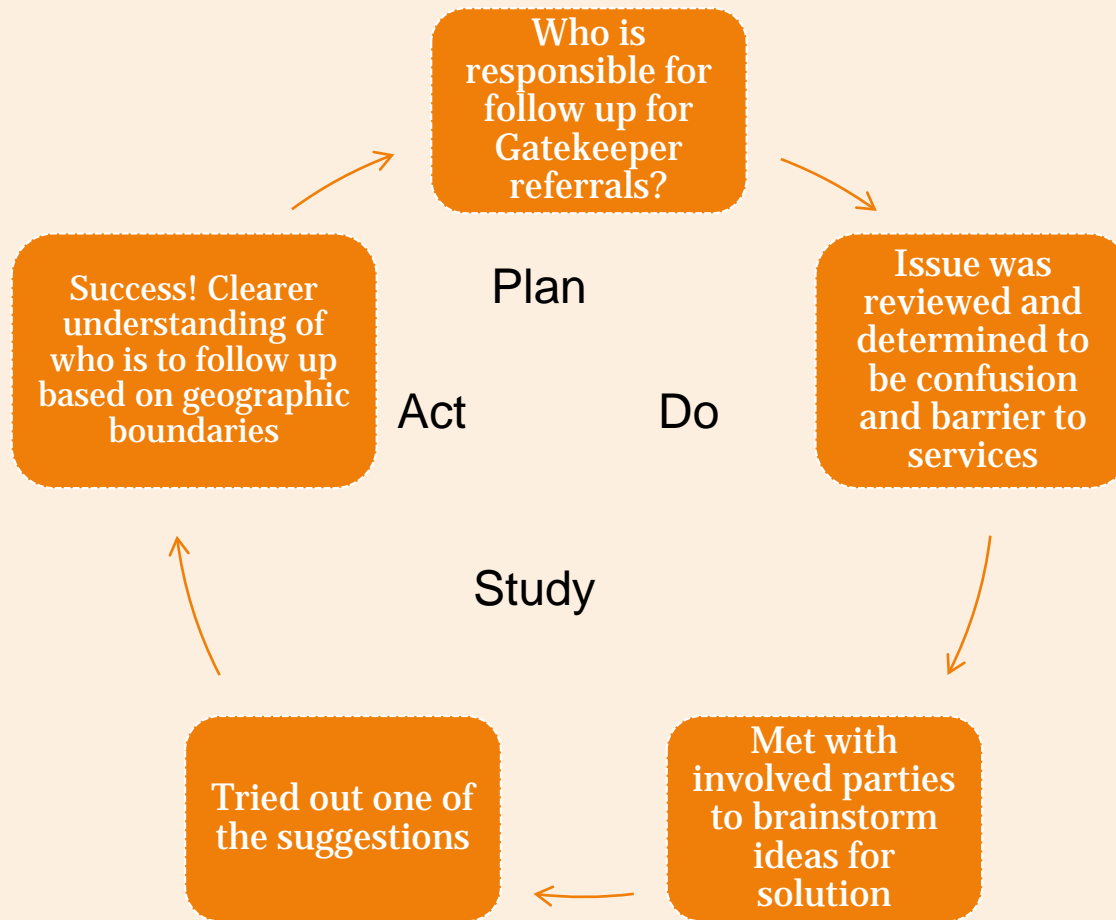 Who is
responsible for
follow up for
Gatekeeper
referrals?
Issue was
reviewed and
determined to
be confusion
and barrier to
services
Met with
involved parties
to brainstorm
ideas for
solution
Tried out one of
the suggestions
Success! Clearer
understanding of
who is to follow up
based on geographic
boundaries
Plan
Act
Do
Study